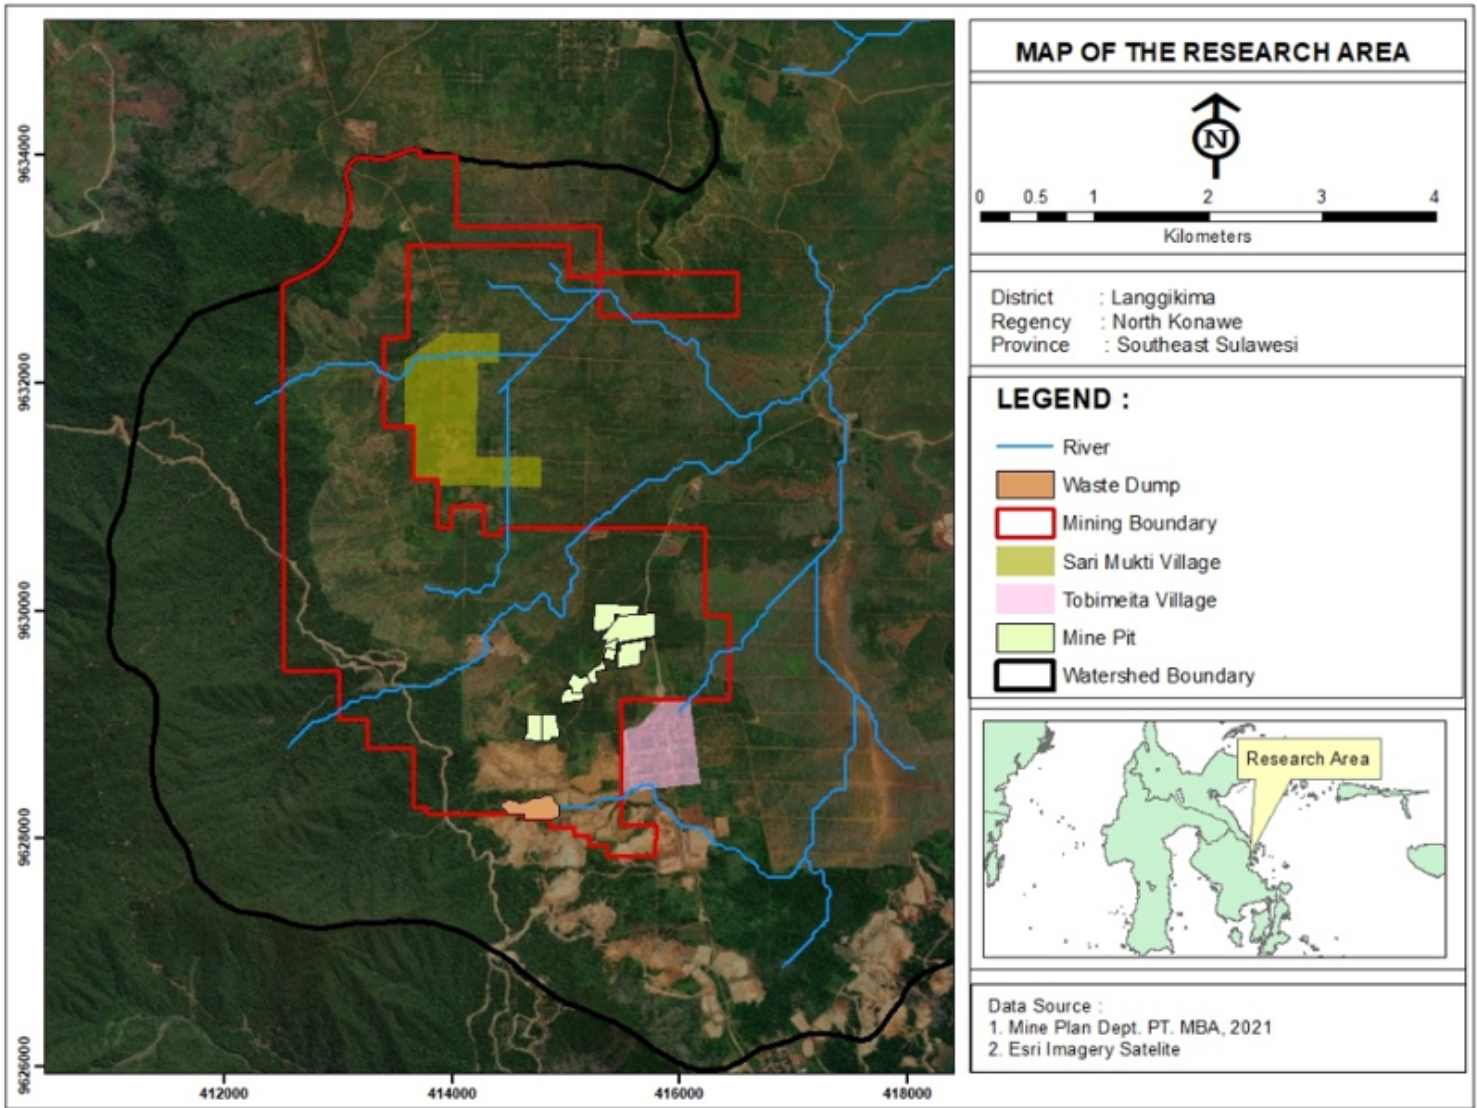 MAP OF THE RESEARCH AREA
N
0 0.5 1 2 3 4
Kilometers
District : Langgikima
Regency : North Konawe
Province : Southeast Sulawesi
LEGEND :
River
Waste Dump
Mining Boundary
Sari Mukti Village
Tobimeita Village
Mine Pit
Watershed Boundary
Research Area
Data Source :
1. Mine Plan Dept. PT. MBA, 2021
2. Esri Imagery Satelite
9634000
9632000
9630000
9628000
9626000
412000 414000 416000 418000